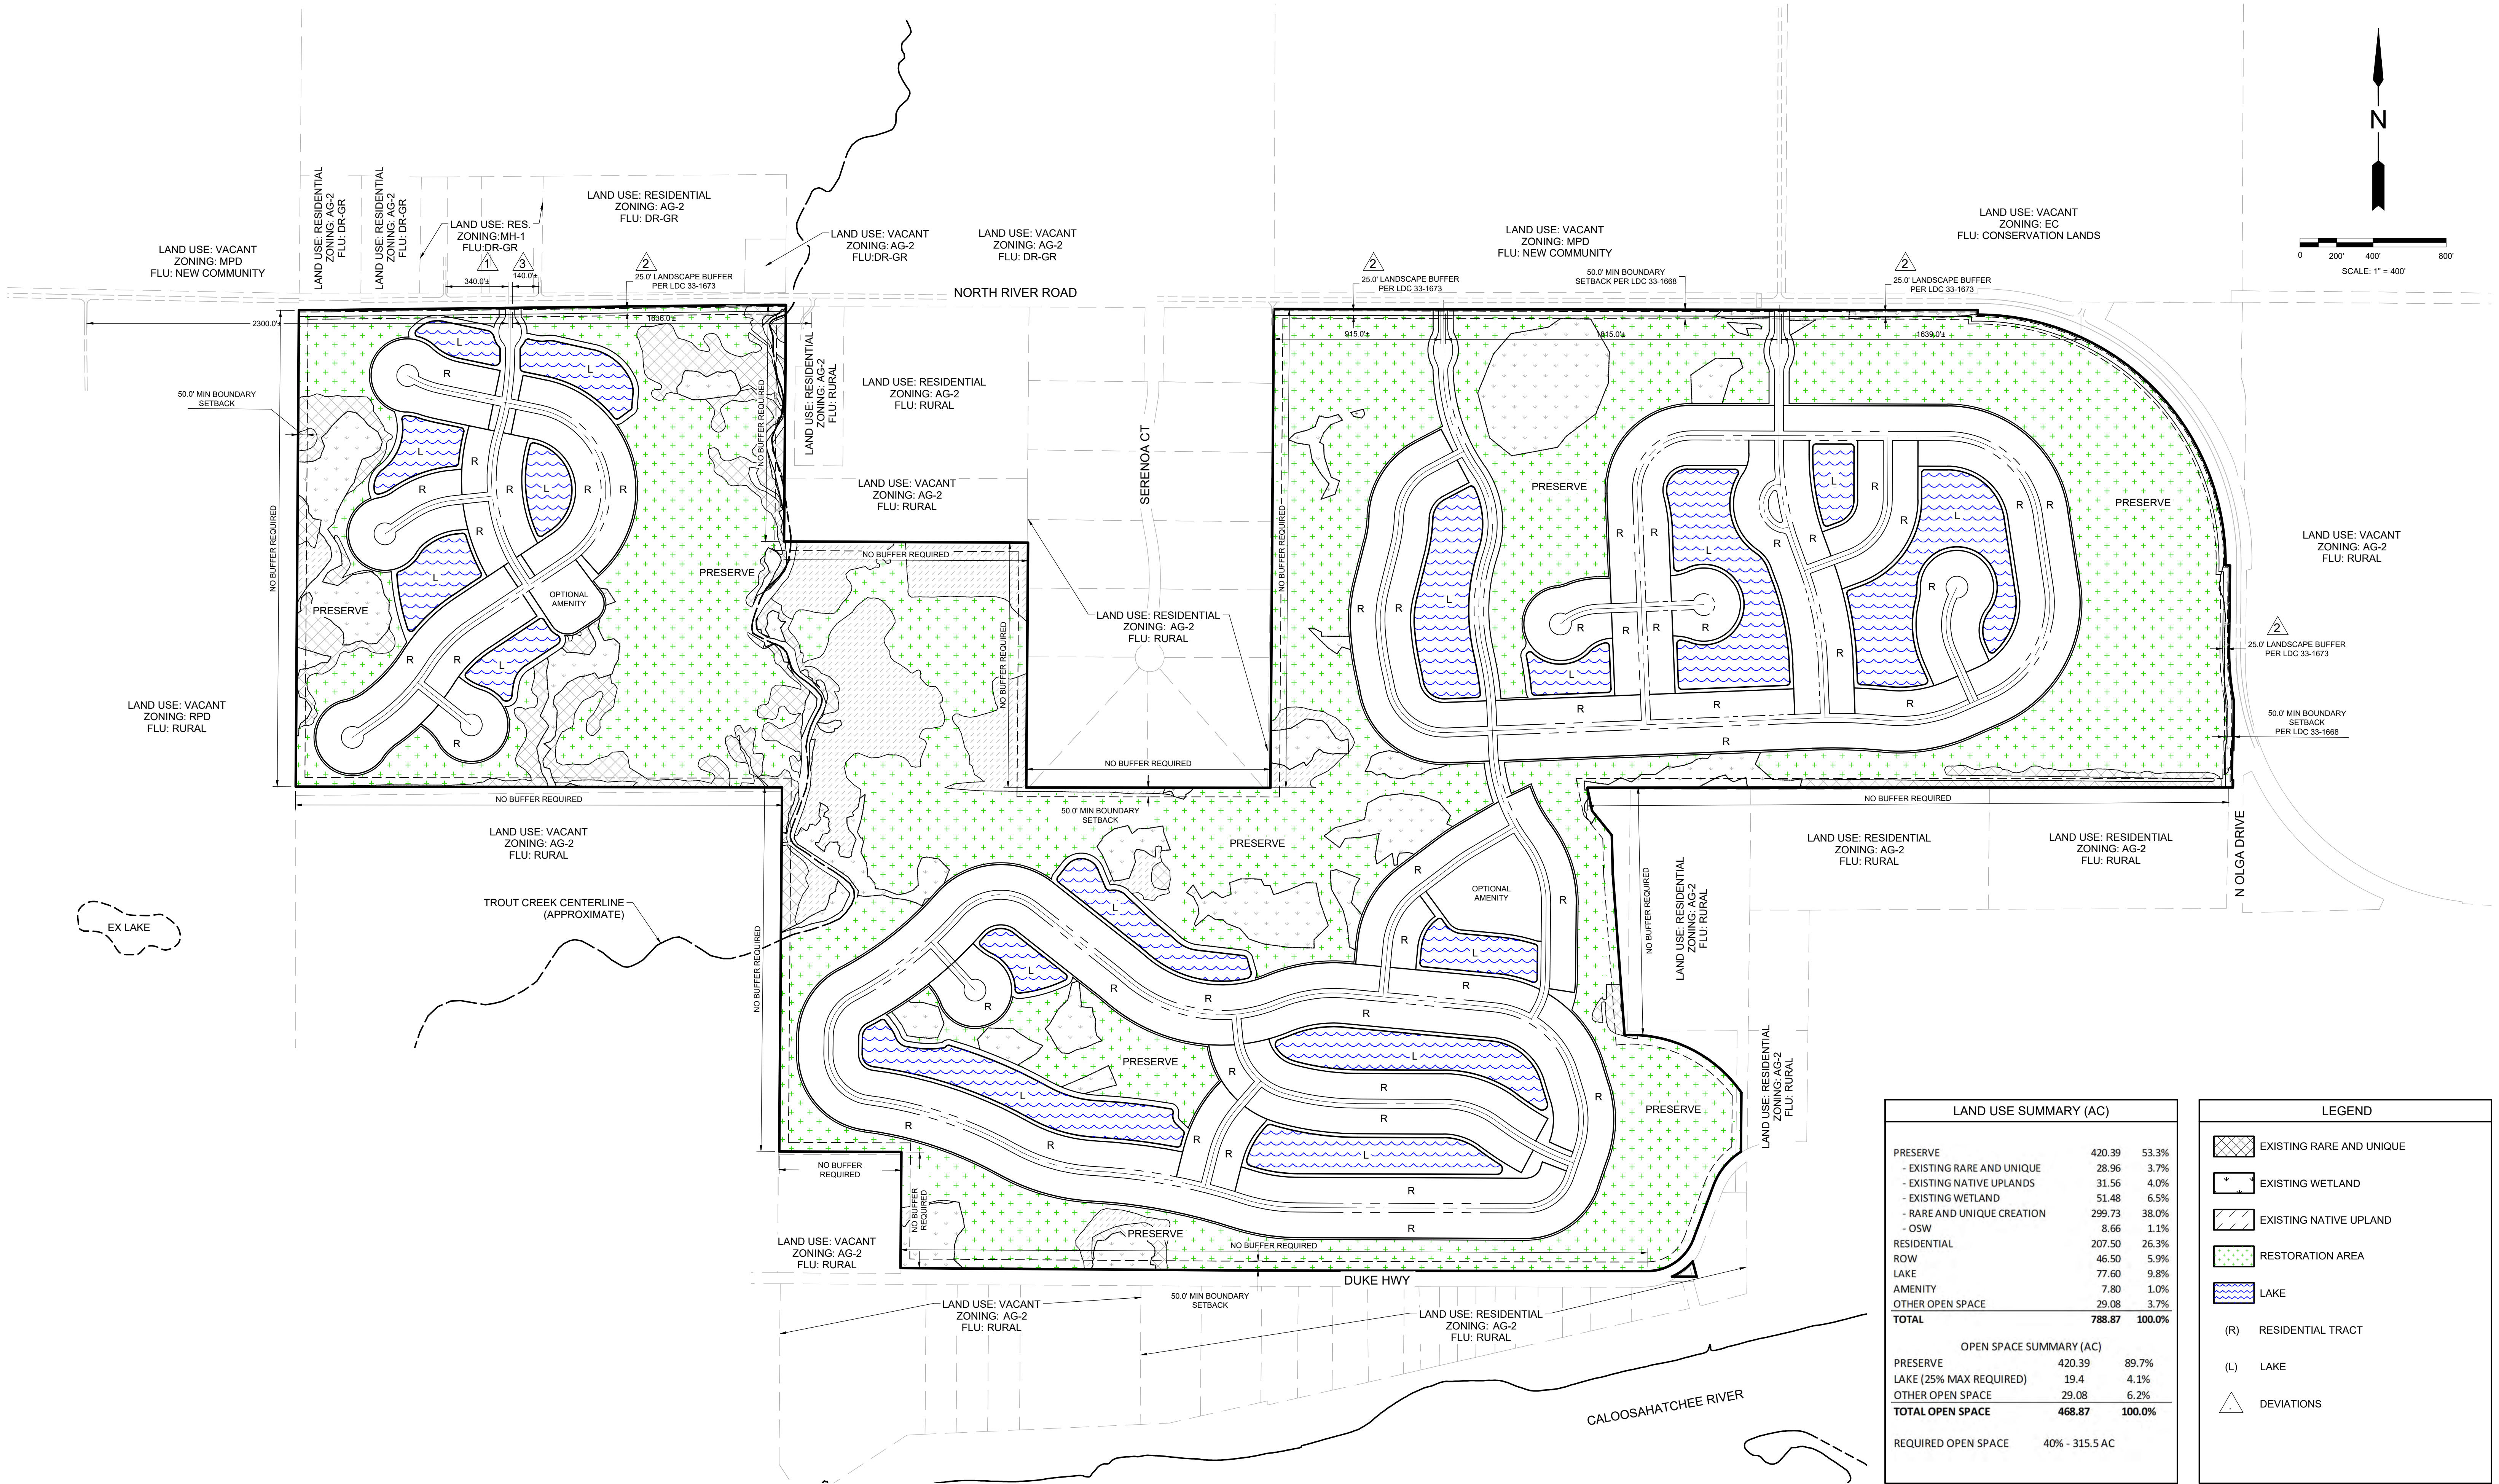 N
0 200' 400' 800'
SCALE: 1" = 400'
LAND USE: RESIDENTIAL
ZONING: AG-2
FLU: DR-GR
LAND USE: RESIDENTIAL
ZONING: AG-2
FLU: DR-GR
LAND USE: RESIDENTIAL
ZONING: AG-2
FLU: DR-GR
LAND USE: RES.
ZONING:MH-1
FLU:DR-GR
LAND USE: VACANT
ZONING: MPD
FLU: NEW COMMUNITY
LAND USE: VACANT
ZONING: AG-2
FLU:DR-GR
LAND USE: VACANT
ZONING: AG-2
FLU: DR-GR
LAND USE: VACANT
ZONING: MPD
FLU: NEW COMMUNITY
LAND USE: VACANT
ZONING: EC
FLU: CONSERVATION LANDS
1
3
2
340.0'±
140.0'±
25.0' LANDSCAPE BUFFER
PER LDC 33-1673
2
25.0' LANDSCAPE BUFFER
PER LDC 33-1673
50.0' MIN BOUNDARY
SETBACK PER LDC 33-1668
2
25.0' LANDSCAPE BUFFER
PER LDC 33-1673
NORTH RIVER ROAD
2300.0'±
1636.0'±
915.0'±
1815.0'±
1639.0'±
50.0' MIN BOUNDARY
SETBACK
NO BUFFER REQUIRED
NO BUFFER REQUIRED
L
L
R
L
R
R
R
L
R
R
R
L
PRESERVE
PRESERVE
OPTIONAL
AMENITY
R
R
L
R
LAND USE: RESIDENTIAL
ZONING: AG-2
FLU: RURAL
LAND USE: RESIDENTIAL
ZONING: AG-2
FLU: RURAL
LAND USE: VACANT
ZONING: AG-2
FLU: RURAL
NO BUFFER REQUIRED
NO BUFFER REQUIRED
SERENOA CT
LAND USE: RESIDENTIAL
ZONING: AG-2
FLU: RURAL
NO BUFFER REQUIRED
NO BUFFER REQUIRED
50.0' MIN BOUNDARY
SETBACK
PRESERVE
PRESERVE
L
R
L
R
R
R
R
R
R
L
R
R
L
R
R
R
R
R
R
R
L
R
R
R
R
LAND USE: VACANT
ZONING: AG-2
FLU: RURAL
2
25.0' LANDSCAPE BUFFER
PER LDC 33-1673
50.0' MIN BOUNDARY
SETBACK
PER LDC 33-1668
LAND USE: VACANT
ZONING: RPD
FLU: RURAL
NO BUFFER REQUIRED
LAND USE: VACANT
ZONING: AG-2
FLU: RURAL
TROUT CREEK CENTERLINE
(APPROXIMATE)
EX LAKE
NO BUFFER REQUIRED
NO BUFFER REQUIRED
LAND USE: RESIDENTIAL
ZONING: AG-2
FLU: RURAL
LAND USE: RESIDENTIAL
ZONING: AG-2
FLU: RURAL
N OLGA DRIVE
NO BUFFER REQUIRED
LAND USE: RESIDENTIAL
ZONING: AG-2
FLU: RURAL
PRESERVE
R
OPTIONAL
AMENITY
R
L
R
L
L
R
R
R
R
R
L
PRESERVE
L
R
R
R
R
R
R
R
R
L
R
R
PRESERVE
LAND USE: RESIDENTIAL
ZONING: AG-2
FLU: RURAL
NO BUFFER
REQUIRED
NO BUFFER
REQUIRED
PRESERVE
NO BUFFER REQUIRED
LAND USE: VACANT
ZONING: AG-2
FLU: RURAL
DUKE HWY
50.0' MIN BOUNDARY
SETBACK
LAND USE: VACANT
ZONING: AG-2
FLU: RURAL
LAND USE: RESIDENTIAL
ZONING: AG-2
FLU: RURAL
CALOOSAHATCHEE RIVER
LAND USE SUMMARY (AC)
PRESERVE 420.39 53.3%
- EXISTING RARE AND UNIQUE 28.96 3.7%
- EXISTING NATIVE UPLANDS 31.56 4.0%
- EXISTING WETLAND 51.48 6.5%
- RARE AND UNIQUE CREATION 299.73 38.0%
- OSW 8.66 1.1%
RESIDENTIAL 207.50 26.3%
ROW 46.50 5.9%
LAKE 77.60 9.8%
AMENITY 7.80 1.0%
OTHER OPEN SPACE 29.08 3.7%
TOTAL 788.87 100.0%
OPEN SPACE SUMMARY (AC)
PRESERVE 420.39 89.7%
LAKE (25% MAX REQUIRED) 19.4 4.1%
OTHER OPEN SPACE 29.08 6.2%
TOTAL OPEN SPACE 468.87 100.0%
REQUIRED OPEN SPACE 40% - 315.5 AC
LEGEND
EXISTING RARE AND UNIQUE
EXISTING WETLAND
EXISTING NATIVE UPLAND
RESTORATION AREA
LAKE
(R) RESIDENTIAL TRACT
(L) LAKE
DEVIATIONS